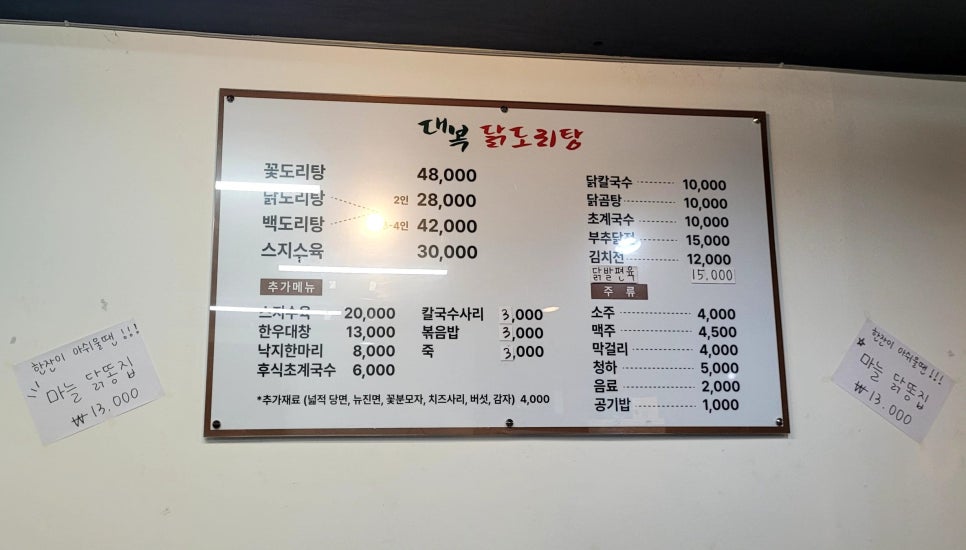 대복 닭도리탕
꽃도리탕 48,000
닭도리탕 2인 28,000
백도리탕 3-4인 42,000
스지수육 30,000
추가메뉴
스지수육 20,000
한우대창 13,000
낙지한마리 8,000
후식초계국수 6,000
칼국수사리 3,000
볶음밥 3,000
죽 3,000
*추가재료 (넓적 당면, 뉴진면, 꽃분모자, 치즈사리, 버섯, 감자) 4,000
닭칼국수 10,000
닭곰탕 10,000
초계국수 10,000
부추닭전 15,000
김치전 12,000
닭발편육 15.000
주 류
소주 4,000
맥주 4,500
막걸리 4,000
청하 5,000
음료 2,000
공기밥 1,000
한잔이 아쉬울땐 !!!
마늘 닭똥집
₩ 13.000
한잔이 아쉬울땐 !!!
마늘 닭똥집
₩ 13.000